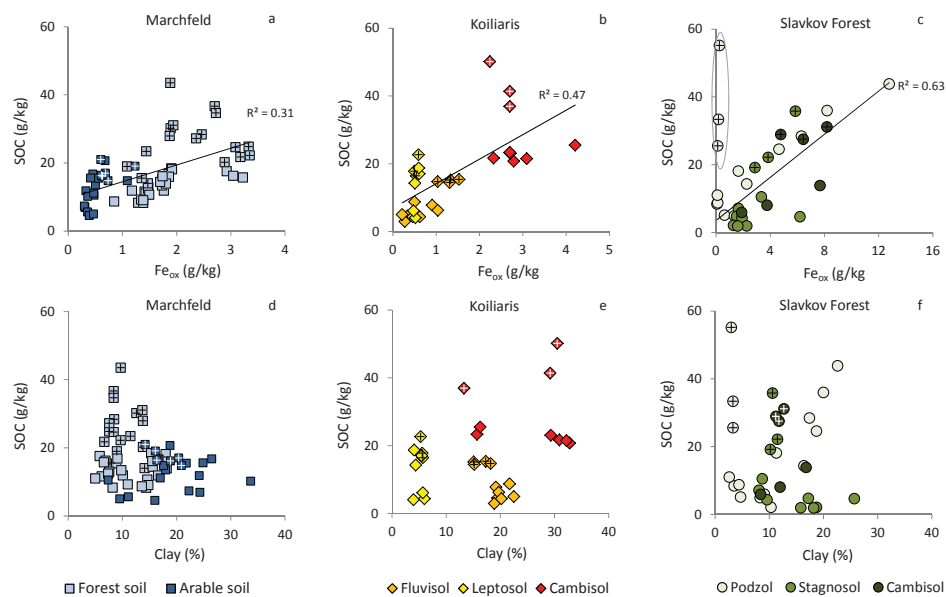 Marchfeld a
60
40
20
0
0 1 2 3 4
SOC (g/kg)
Feox (g/kg)
R² = 0.31
Koiliaris b
60
40
20
0
0 1 2 3 4 5
SOC (g/kg)
Feox g/kg
R² = 0.47
Slavkov Forest c
60
40
20
0
0 4 8 12 16
SOC (g/kg)
Feox g/kg
R² = 0.63
Marchfeld d
60
40
20
0
0 10 20 30 40
SOC (g/kg)
Clay (%)
Koiliaris e
60
40
20
0
0 10 20 30 40
SOC (g/kg)
Clay (%)
Slavkov Forest f
60
40
20
0
0 10 20 30 40
SOC (g/kg)
Clay (%)
Forest soil Arable soil
Fluvisol Leptosol Cambisol
Podzol Stagnosol Cambisol